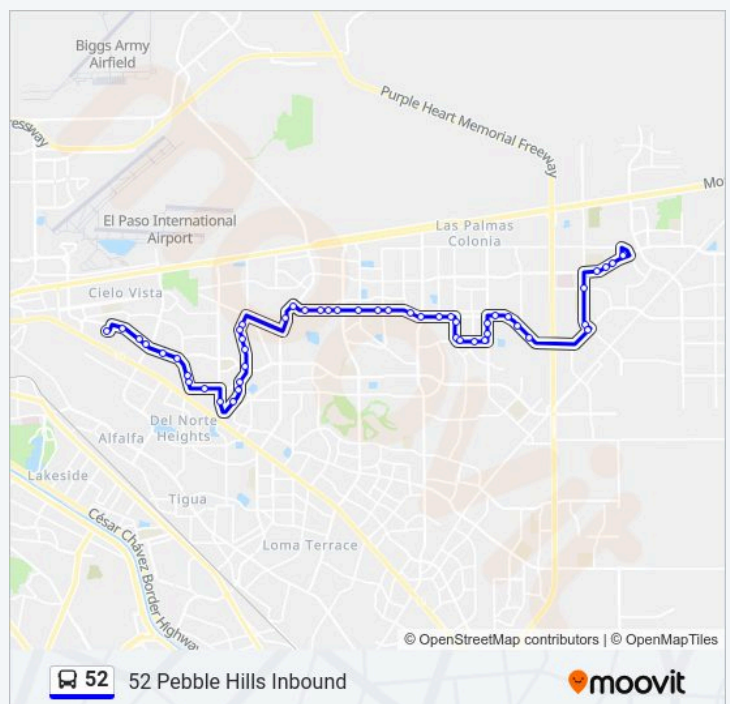 Biggs Army
Airfield
Purple Heart Memorial Freeway
essway
Mo
El Paso International
Airport
Las Palmas
Colonia
Cielo Vista
Del Norte
Heights
Alfalfa
Lakeside
Tigua
César Chávez Border Highway
Loma Terrace
© OpenStreetMap contributors | © OpenMapTiles
52
52 Pebble Hills Inbound
moovit